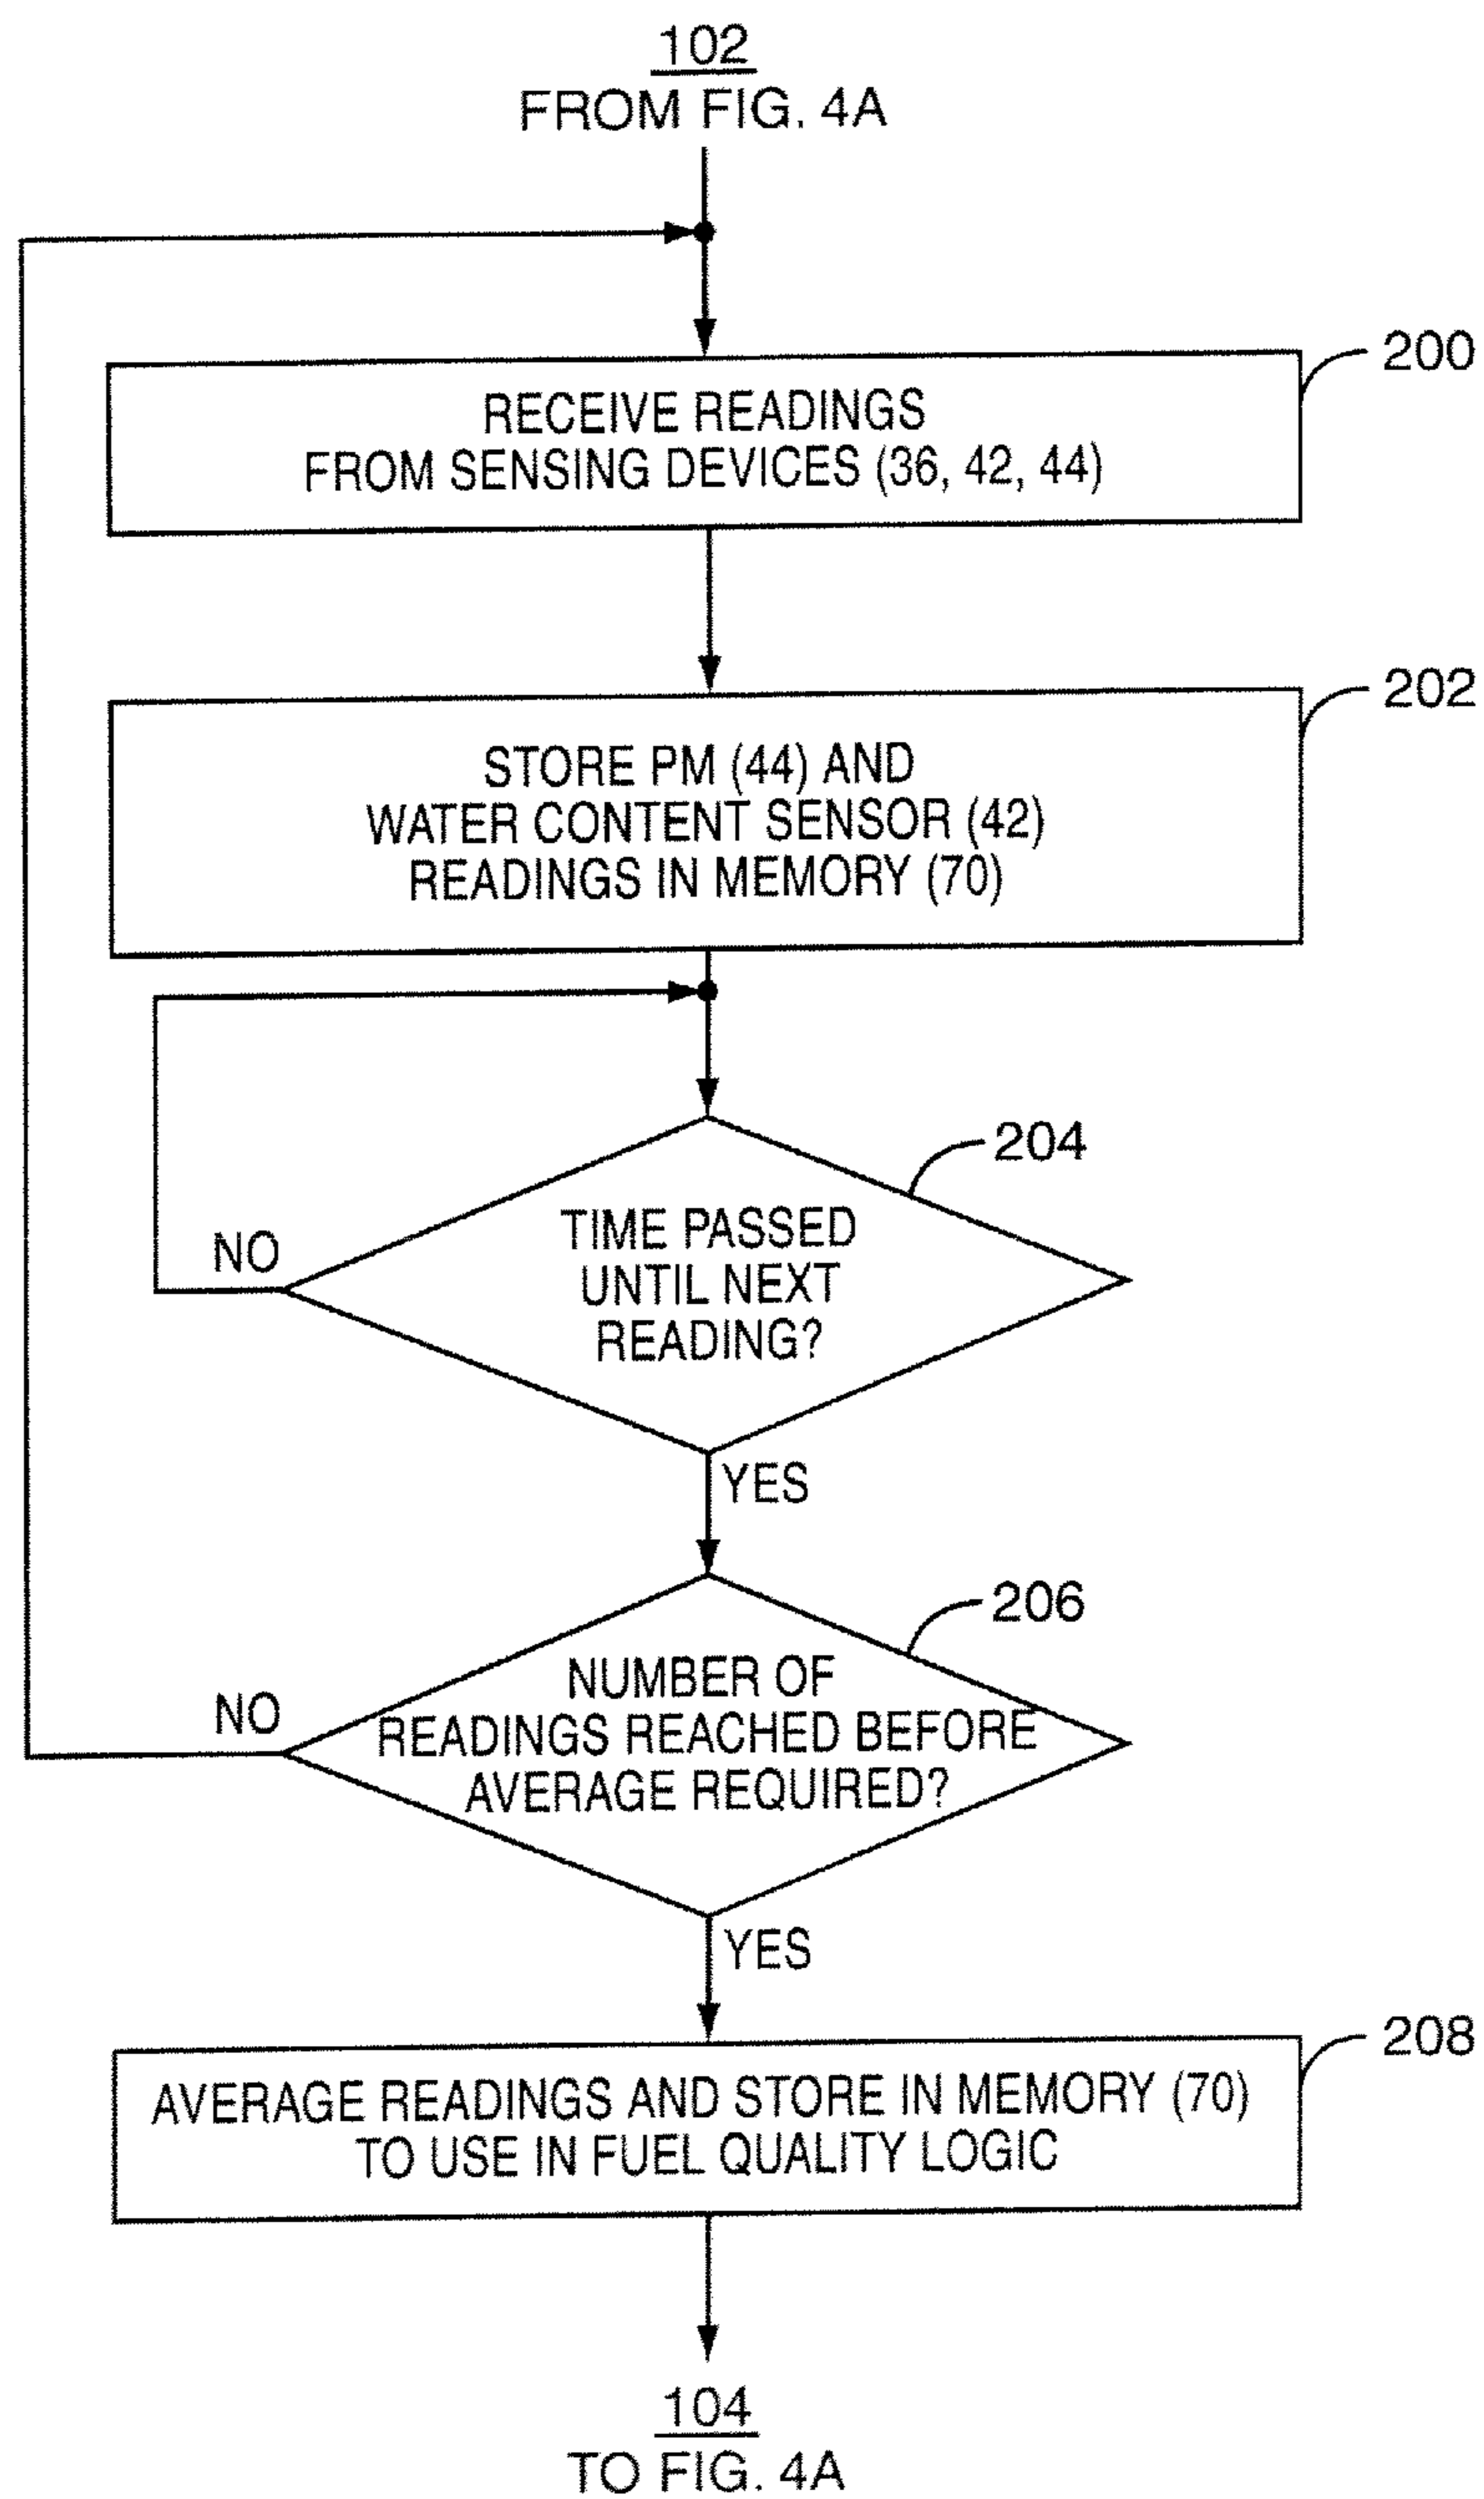 102
FROM FIG. 4A
200
RECEIVE READINGS
FROM SENSING DEVICES (36, 42, 44)
202
STORE PM (44) AND
WATER CONTENT SENSOR (42)
READINGS IN MEMORY (70)
204
TIME PASSED
UNTIL NEXT
READING?
NO
YES
206
NUMBER OF
READINGS REACHED BEFORE
AVERAGE REQUIRED?
NO
YES
208
AVERAGE READINGS AND STORE IN MEMORY (70)
TO USE IN FUEL QUALITY LOGIC
104
TO FIG. 4A